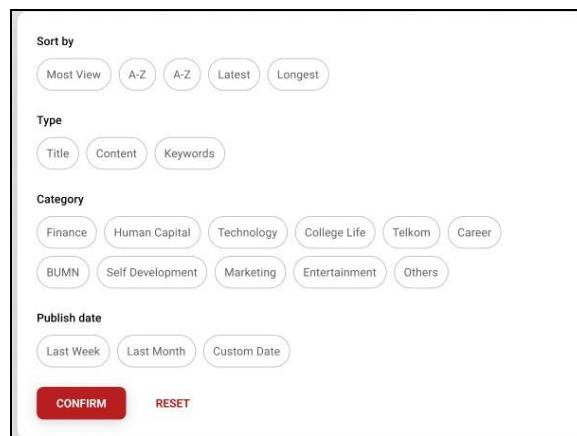 Sort by
Most View A-Z A-Z Latest Longest
Type
Title Content Keywords
Category
Finance Human Capital Technology College Life Telkom Career
BUMN Self Development Marketing Entertainment Others
Publish date
Last Week Last Month Custom Date
CONFIRM RESET